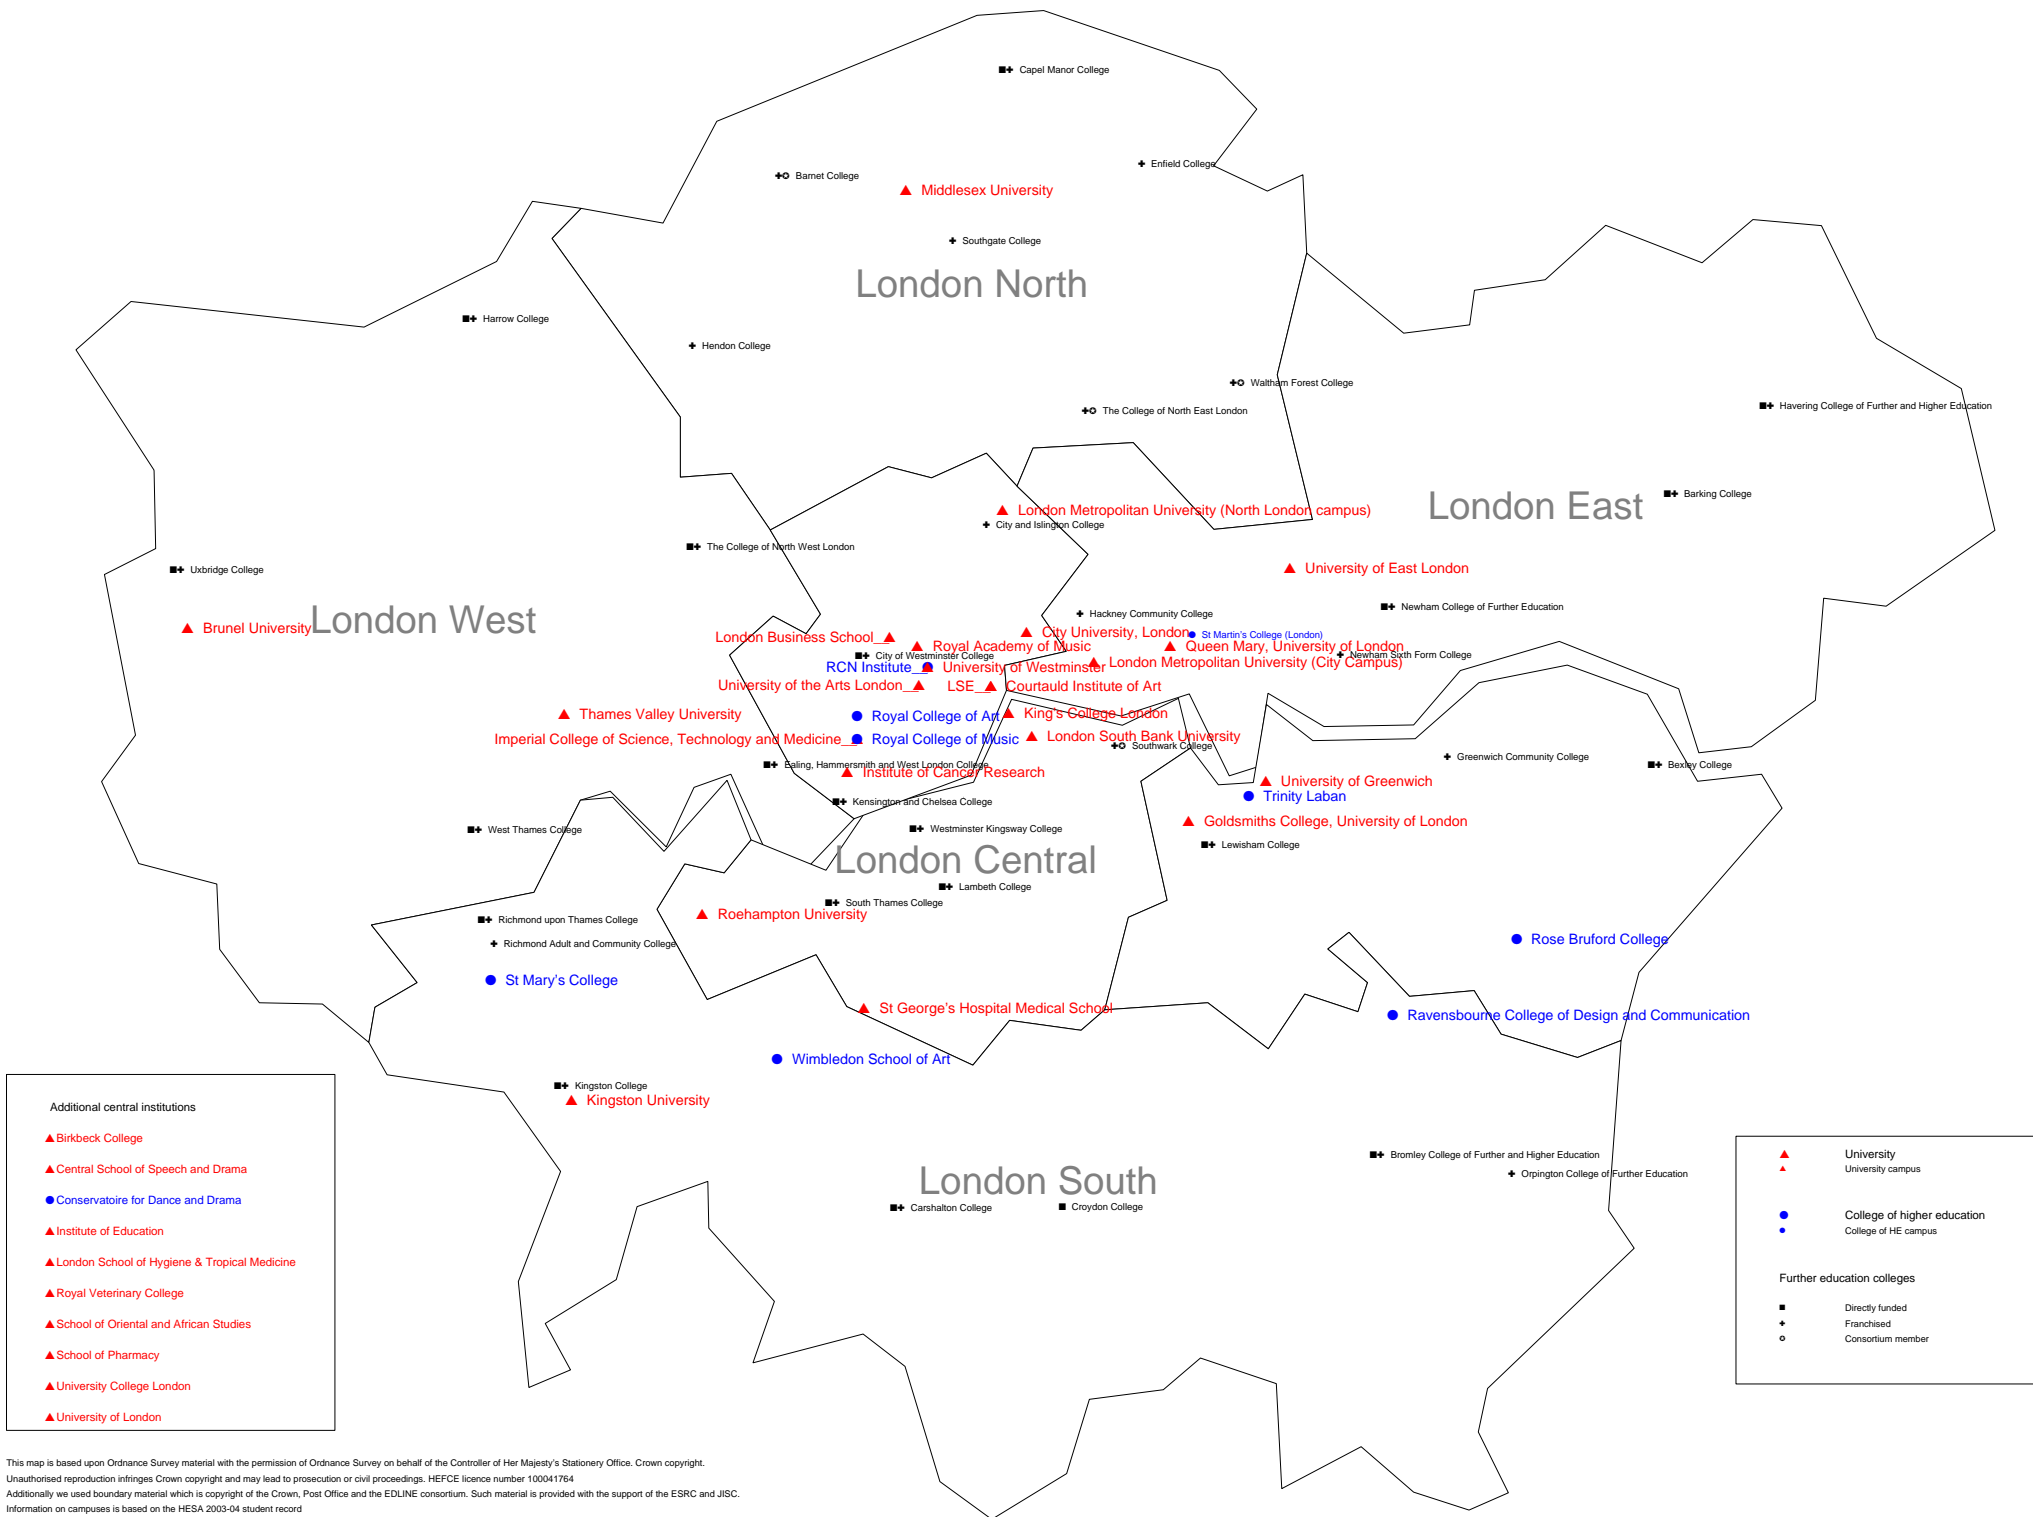 Capel Manor College
Enfield College
Barnet College
Middlesex University
Southgate College
London North
Harrow College
Hendon College
Waltham Forest College
The College of North East London
Havering College of Further and Higher Education
Barking College
London East
London Metropolitan University (North London campus)
City and Islington College
The College of North West London
Uxbridge College
University of East London
Newham College of Further Education
Hackney Community College
London West
Brunel University
London Business School__
City University, London
St Martin's College (London)
Royal Academy of Music
Queen Mary, University of London
City of Westminster College
Newham Sixth Form College
London Metropolitan University (City Campus)
RCN Institute__
University of Westminster
University of the Arts London__
LSE__
Courtauld Institute of Art
Thames Valley University
Royal College of Art
King's College London
Imperial College of Science, Technology and Medicine__
Royal College of Music
London South Bank University
Southwark College
Greenwich Community College
Bexley College
Ealing, Hammersmith and West London College
Institute of Cancer Research
University of Greenwich
Trinity Laban
Kensington and Chelsea College
Goldsmiths College, University of London
West Thames College
Westminster Kingsway College
Lewisham College
London Central
Lambeth College
South Thames College
Roehampton University
Richmond upon Thames College
Richmond Adult and Community College
Rose Bruford College
St Mary's College
St George's Hospital Medical School
Ravensbourne College of Design and Communication
Wimbledon School of Art
Kingston College
Kingston University
Bromley College of Further and Higher Education
Orpington College of Further Education
London South
Carshalton College
Croydon College
Additional central institutions
Birkbeck College
Central School of Speech and Drama
Conservatoire for Dance and Drama
Institute of Education
London School of Hygiene & Tropical Medicine
Royal Veterinary College
School of Oriental and African Studies
School of Pharmacy
University College London
University of London
University
University campus
College of higher education
College of HE campus
Further education colleges
Directly funded
Franchised
Consortium member
This map is based upon Ordnance Survey material with the permission of Ordnance Survey on behalf of the Controller of Her Majesty's Stationery Office. Crown copyright.
Unauthorised reproduction infringes Crown copyright and may lead to prosecution or civil proceedings. HEFCE licence number 100041764
Additionally we used boundary material which is copyright of the Crown, Post Office and the EDLINE consortium. Such material is provided with the support of the ESRC and JISC.
Information on campuses is based on the HESA 2003-04 student record